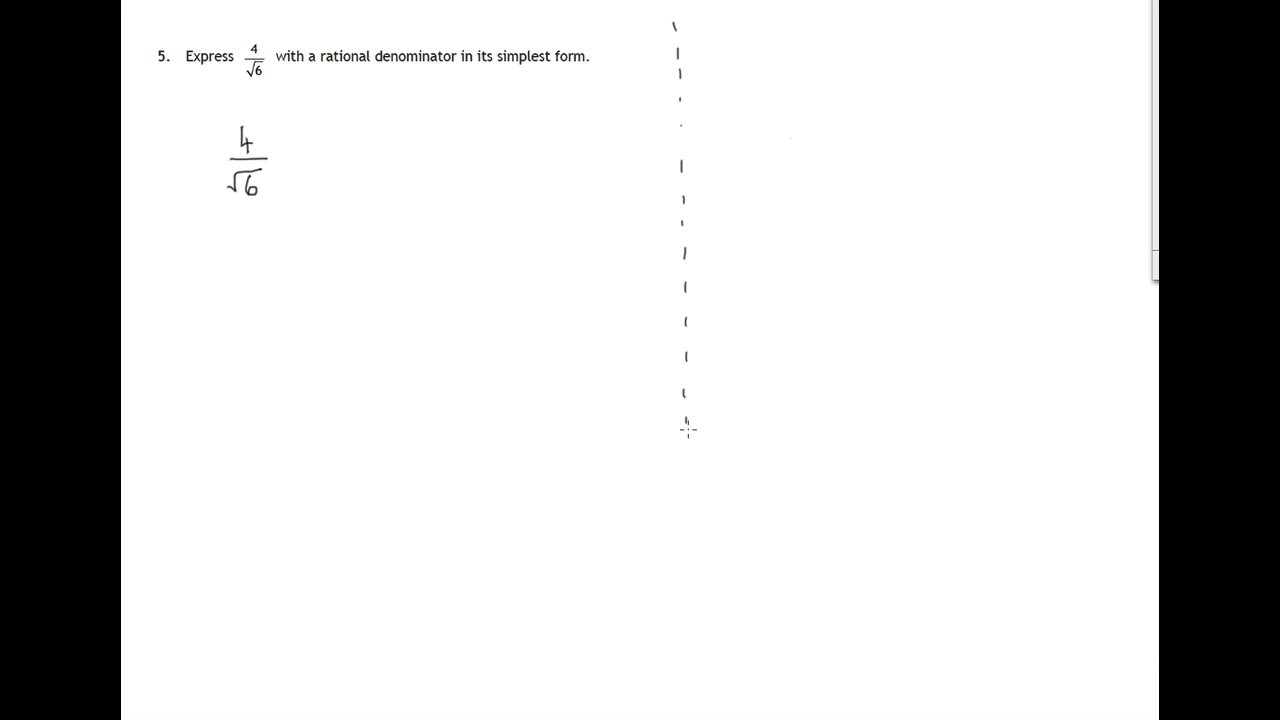 5. Express 4/√6 with a rational denominator in its simplest form.
4
√6